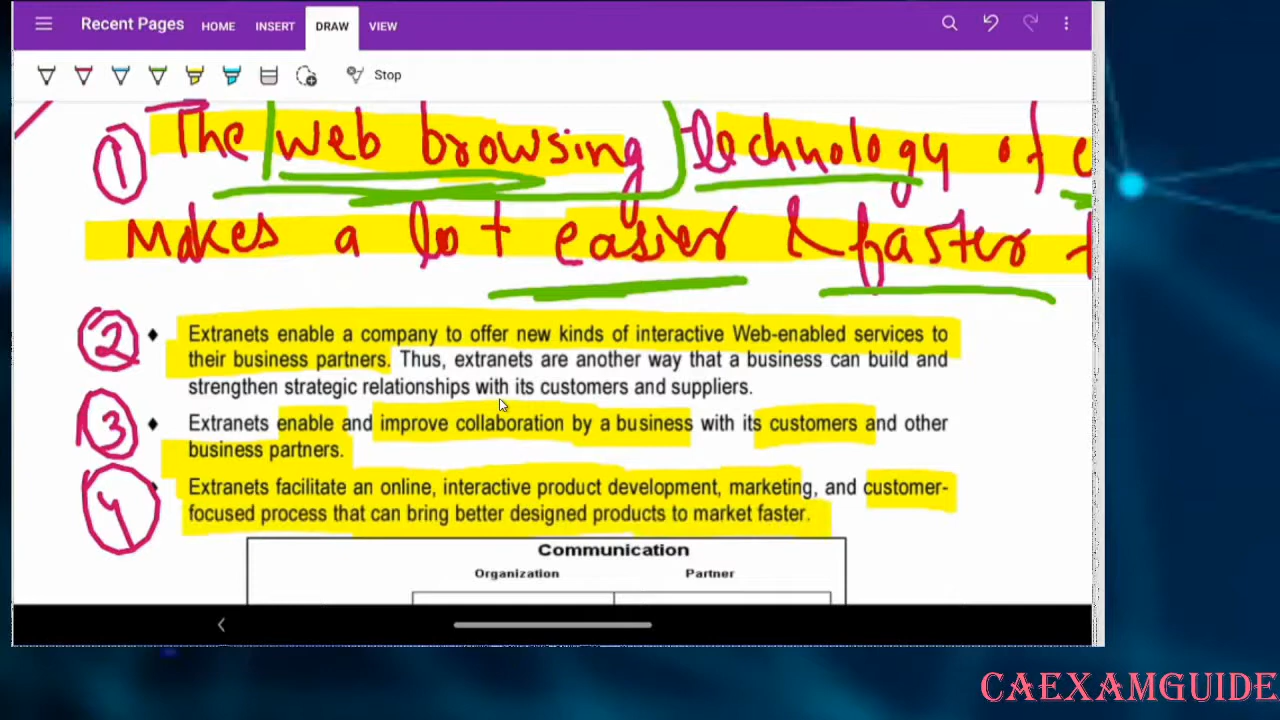 Recent Pages HOME INSERT DRAW VIEW
Stop
1 The web browsing technology of
makes a lot easier & faster
2 ♦ Extranets enable a company to offer new kinds of interactive Web-enabled services to
their business partners. Thus, extranets are another way that a business can build and
strengthen strategic relationships with its customers and suppliers.
3 ♦ Extranets enable and improve collaboration by a business with its customers and other
business partners.
4 Extranets facilitate an online, interactive product development, marketing, and customer-
focused process that can bring better designed products to market faster.
Communication
Organization Partner
CAEXAMGUIDE